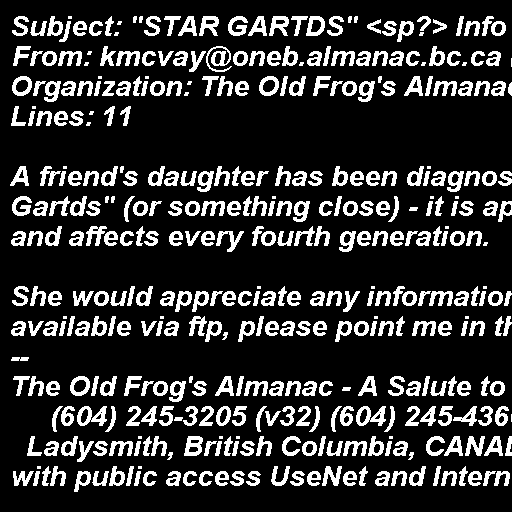 Subject: "STAR GARTDS" <sp?> Info
From: kmcvay@oneb.almanac.bc.ca (
Organization: The Old Frog's Almanac
Lines: 11

A friend's daughter has been diagnos
Gartds" (or something close) - it is ap
and affects every fourth generation.

She would appreciate any information
available via ftp, please point me in th
--
The Old Frog's Almanac - A Salute to
(604) 245-3205 (v32) (604) 245-436
Ladysmith, British Columbia, CANAD
with public access UseNet and Intern